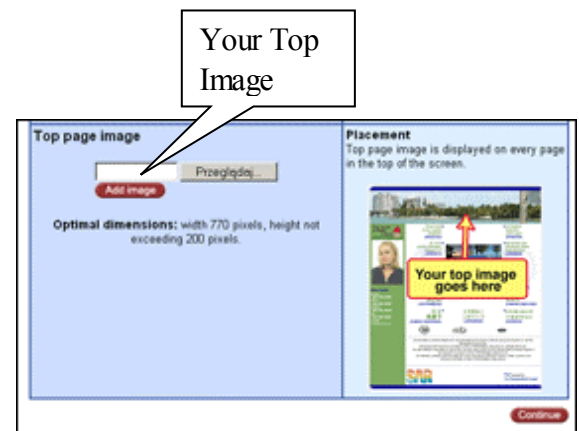 Your Top
Image
Top page image
Przeglądaj...
Add image
Optimal dimensions: width 770 pixels, height not
exceeding 200 pixels.
Placement
Top page image is displayed on every page
in the top of the screen.
Your top image
goes here
Continue